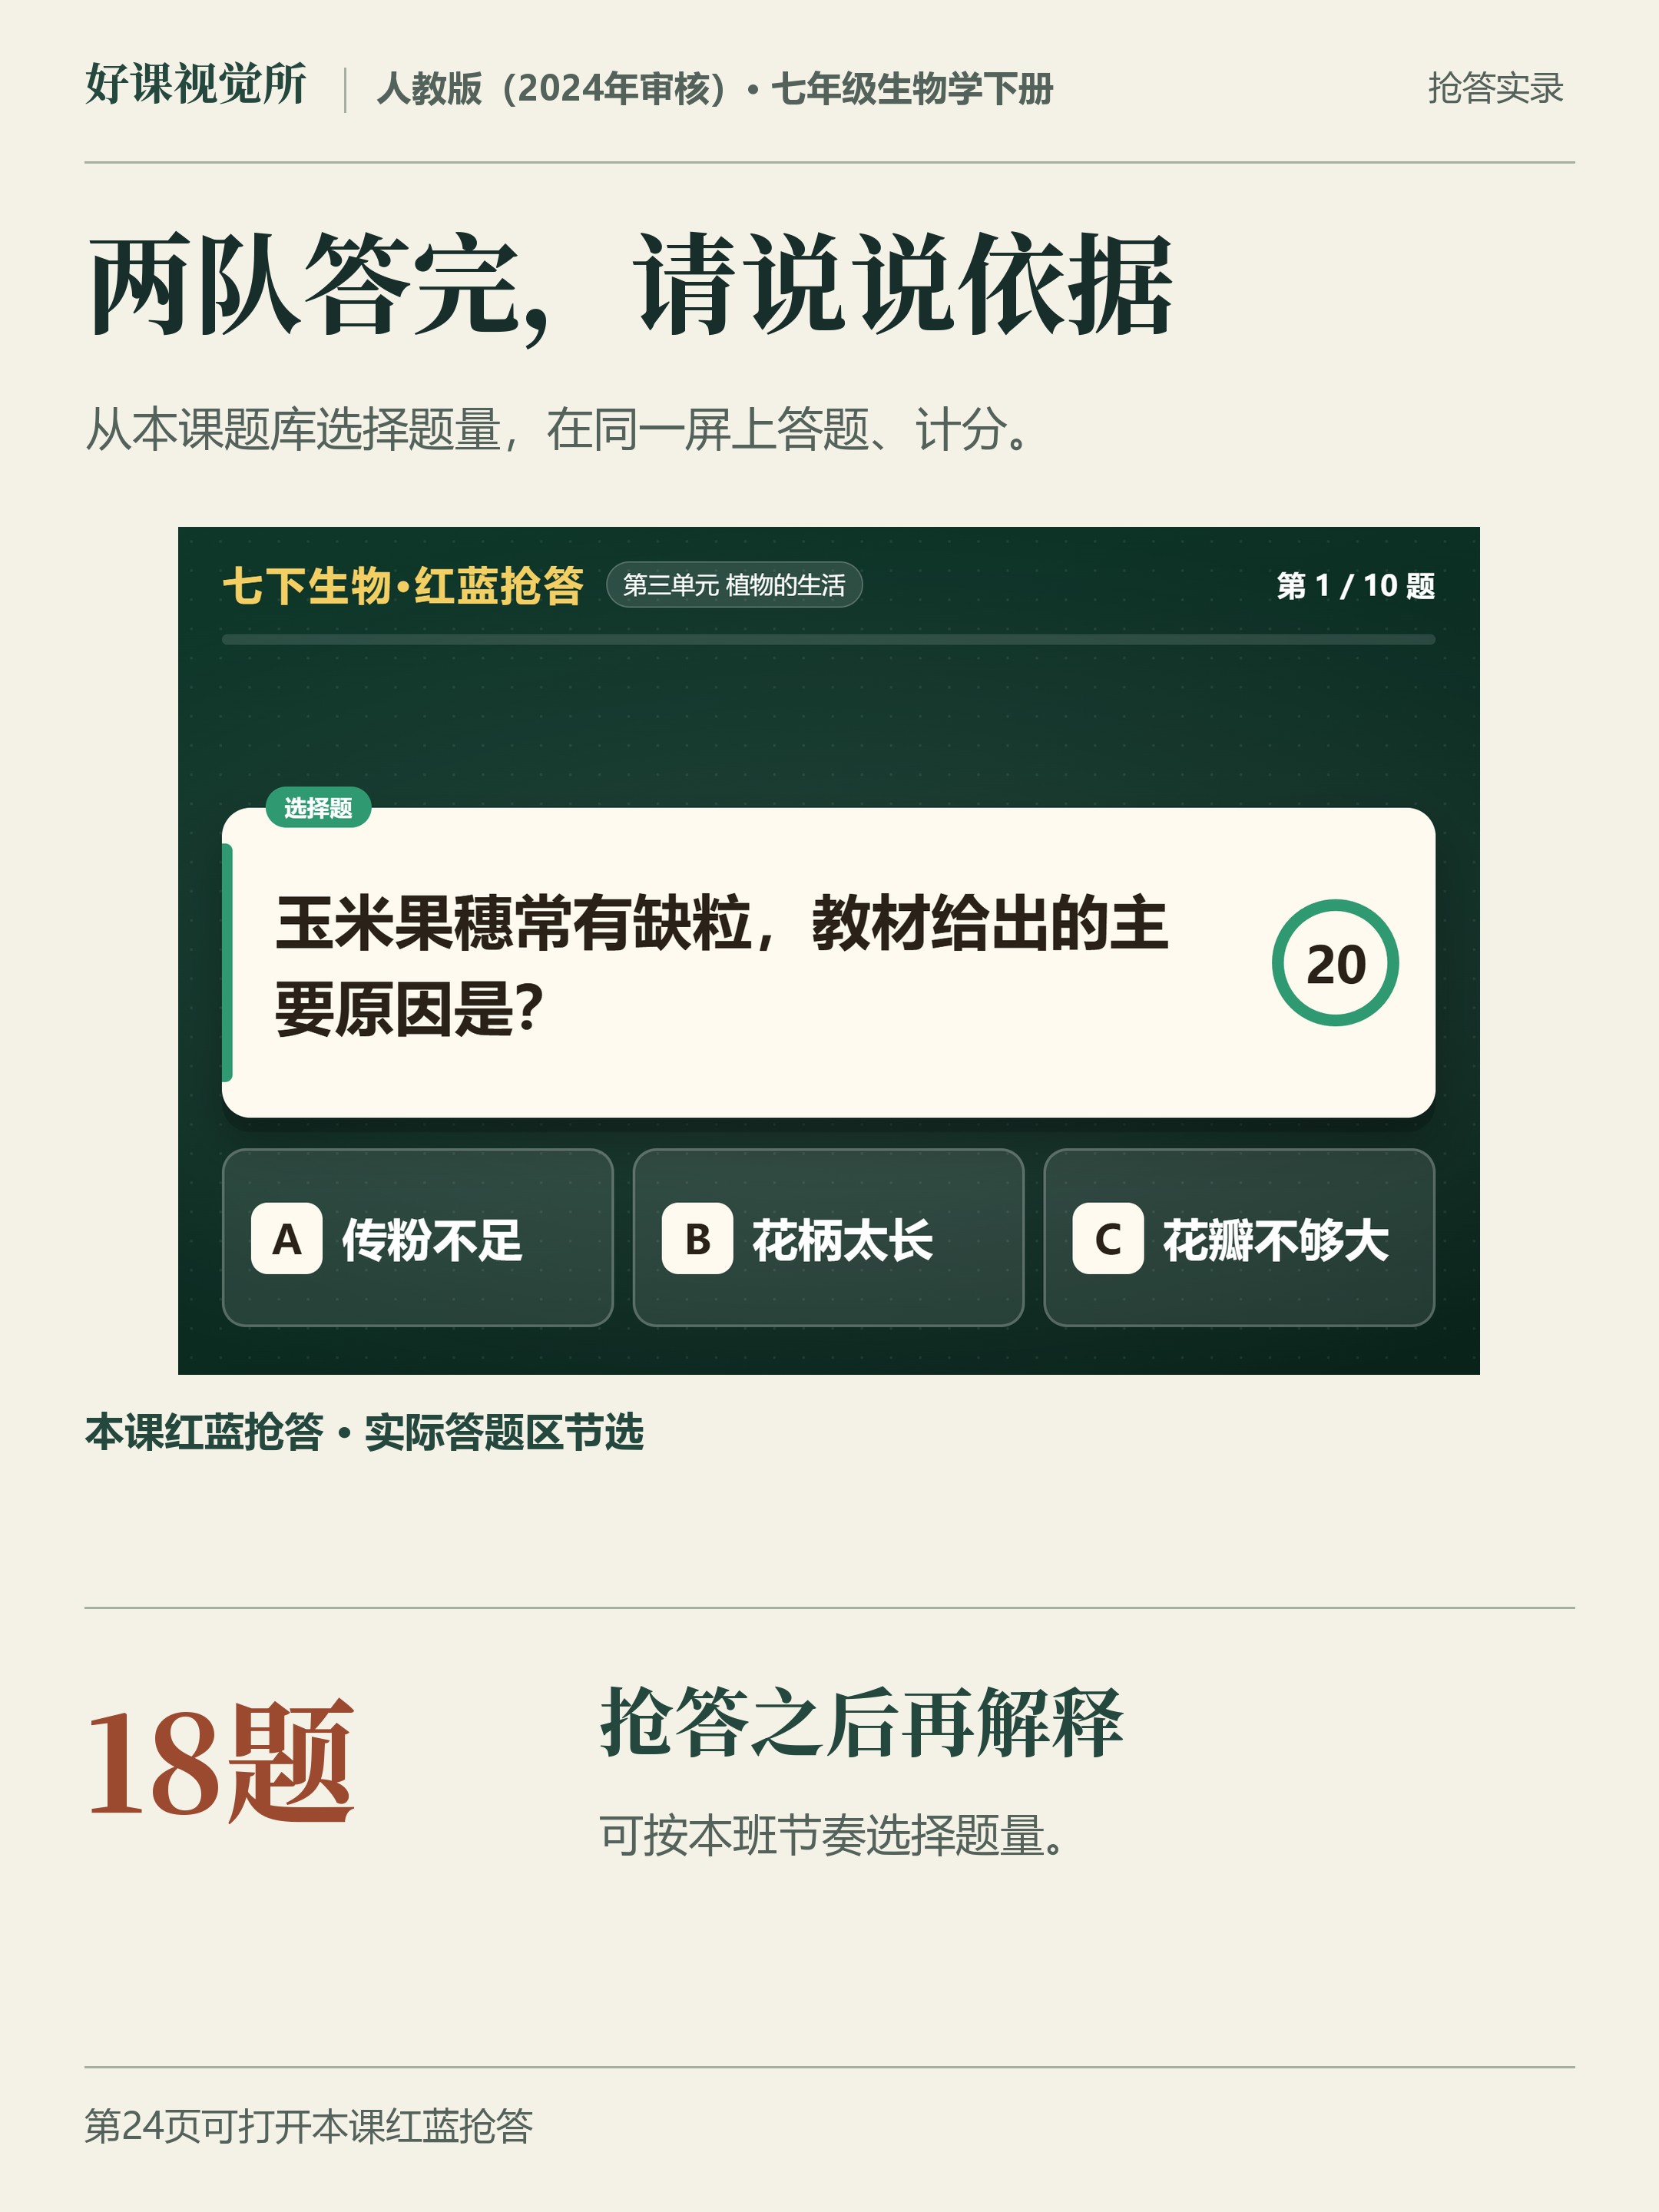 好课视觉所 人教版（2024年审核）·七年级生物学下册 抢答实录
两队答完，请说说依据
从本课题库选择题量，在同一屏上答题、计分。
七下生物·红蓝抢答 第三单元 植物的生活 第 1 / 10 题
选择题
玉米果穗常有缺粒，教材给出的主
要原因是？
20
A 传粉不足 B 花柄太长 C 花瓣不够大
本课红蓝抢答·实际答题区节选
18题
抢答之后再解释
可按本班节奏选择题量。
第24页可打开本课红蓝抢答